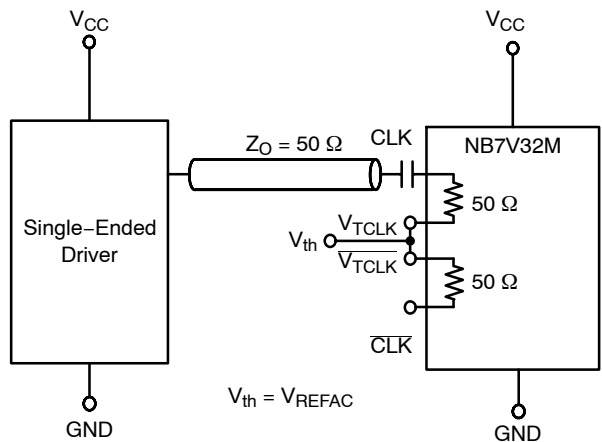 VCC
VCC
ZO = 50 Ω
CLK
NB7V32M
50 Ω
Single−Ended
Driver
VTCLK
Vth
VTCLK
50 Ω
CLK
Vth = VREFAC
GND
GND